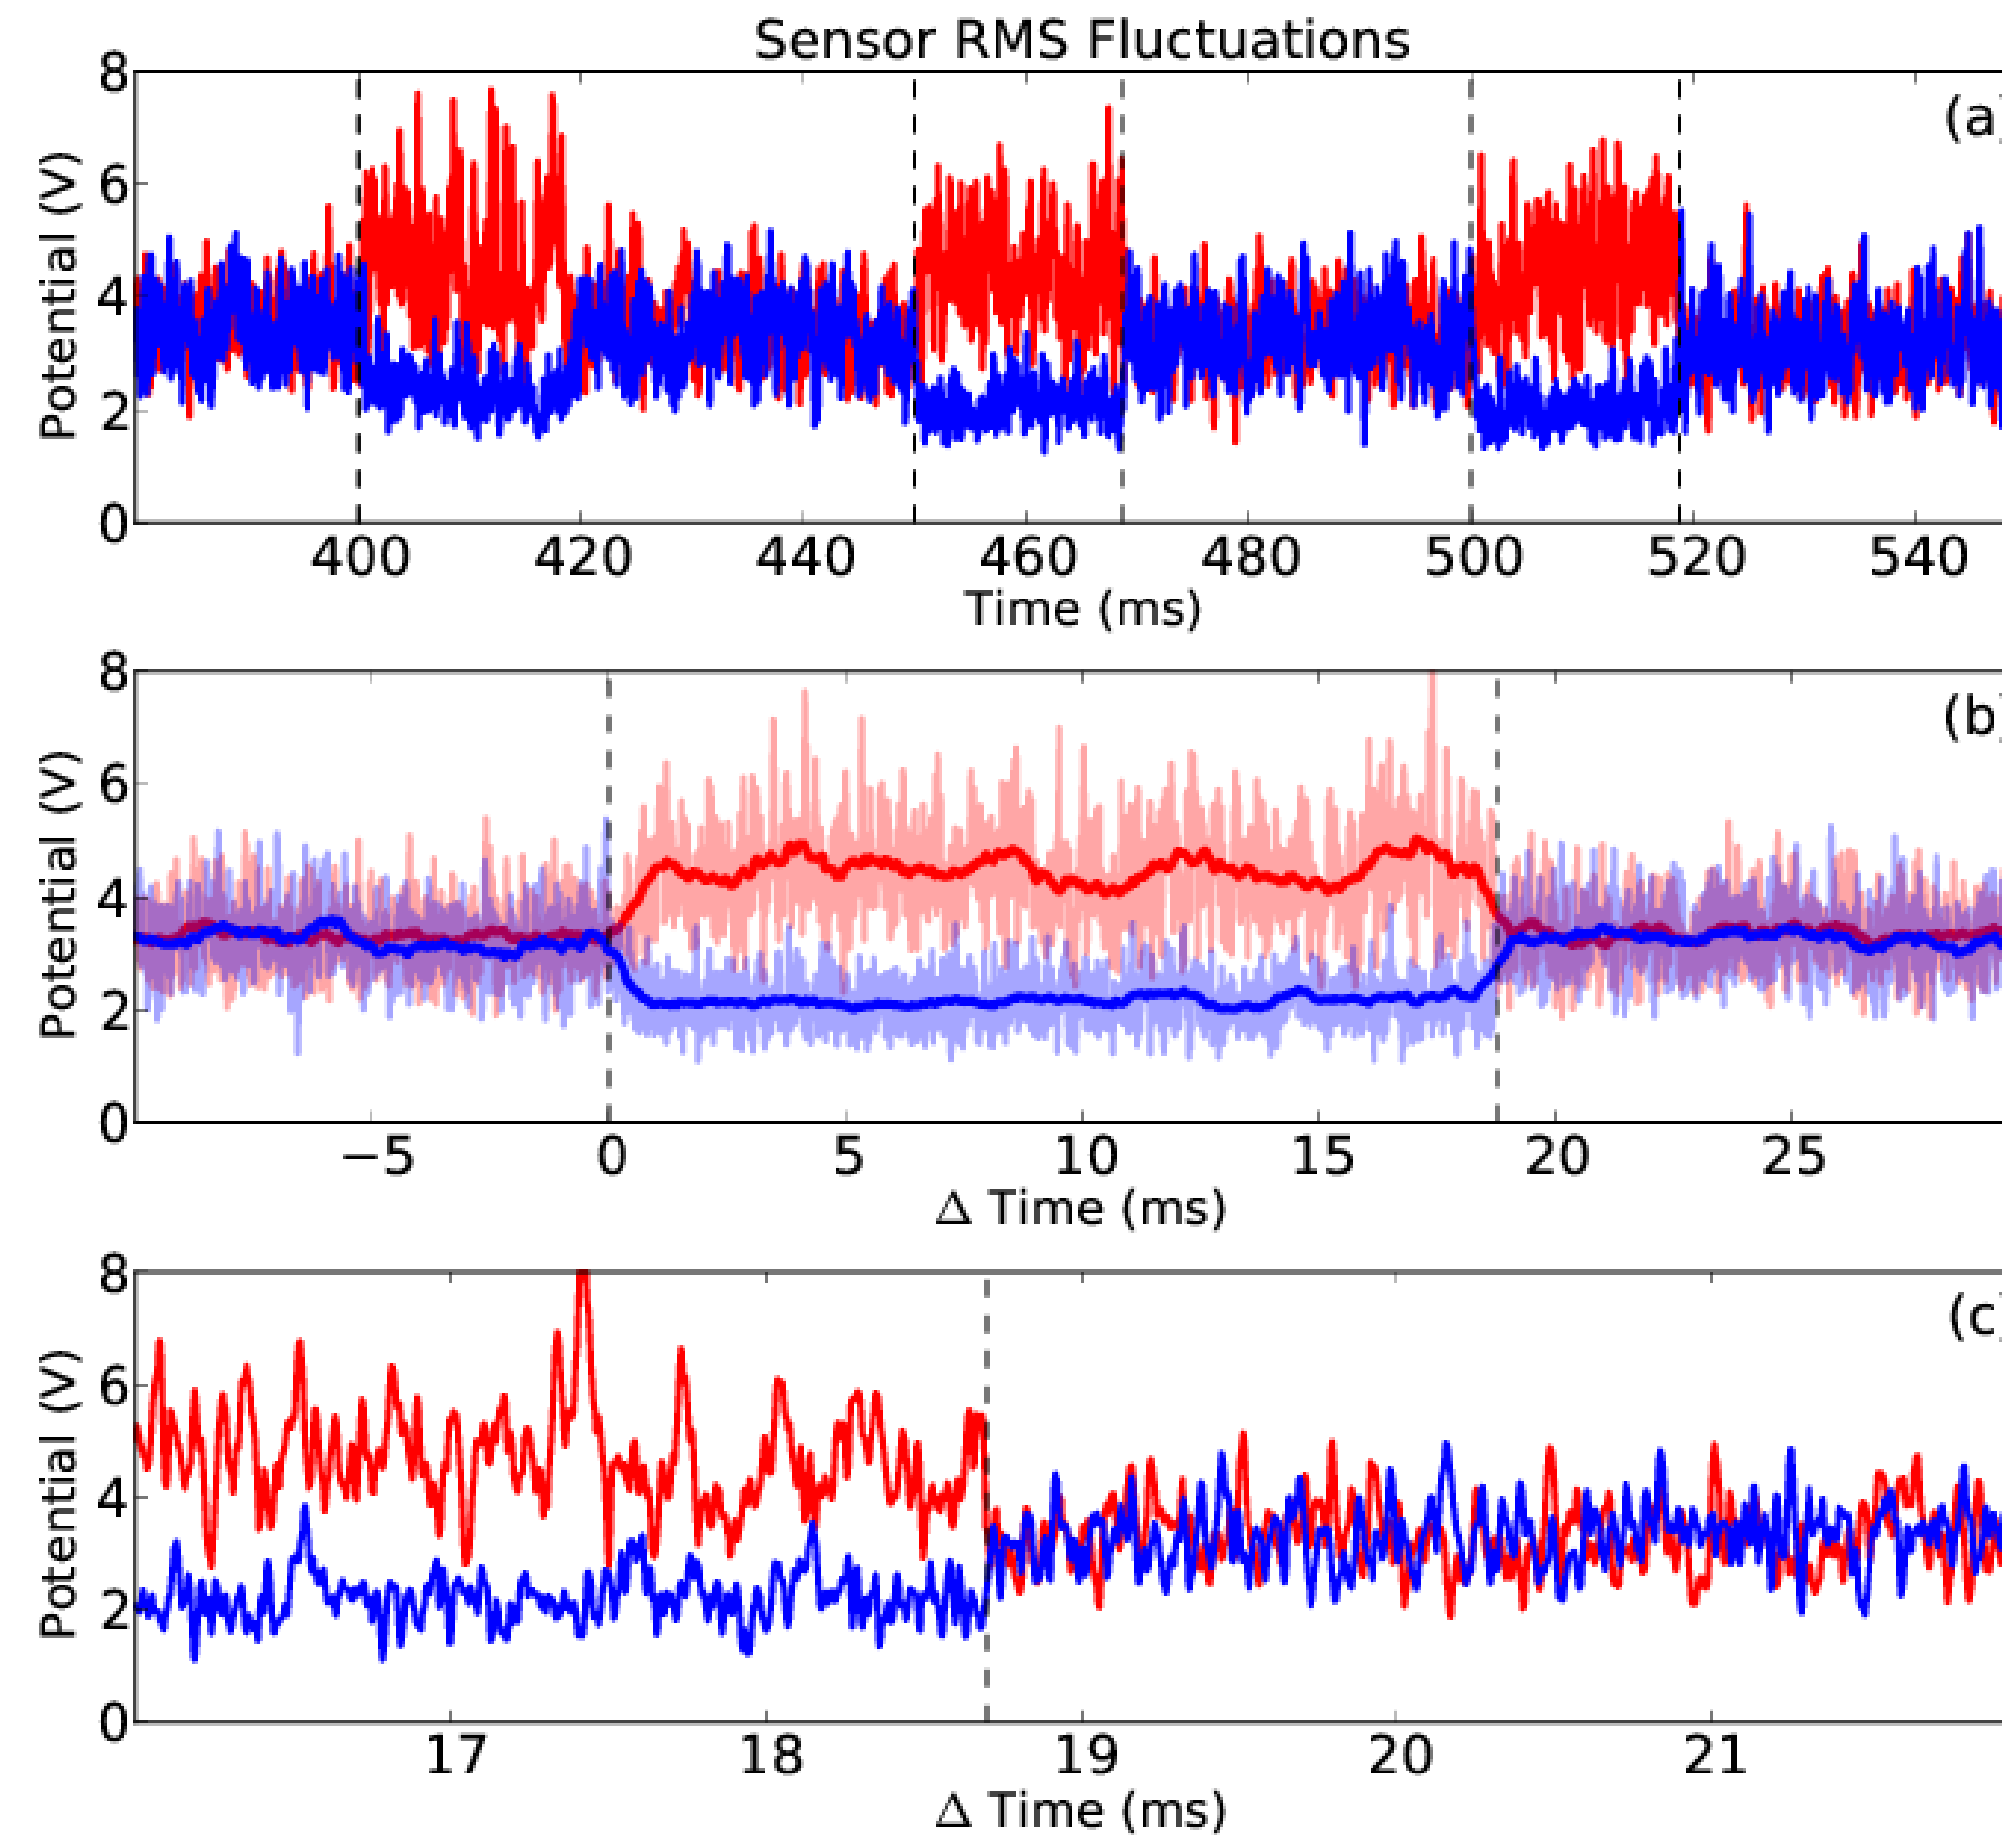 Sensor RMS Fluctuations
(a)
Potential (V)
8
6
4
2
0
400 420 440 460 480 500 520 540
Time (ms)
(b)
Potential (V)
8
6
4
2
0
−5 0 5 10 15 20 25
Δ Time (ms)
(c)
Potential (V)
8
6
4
2
0
17 18 19 20 21
Δ Time (ms)